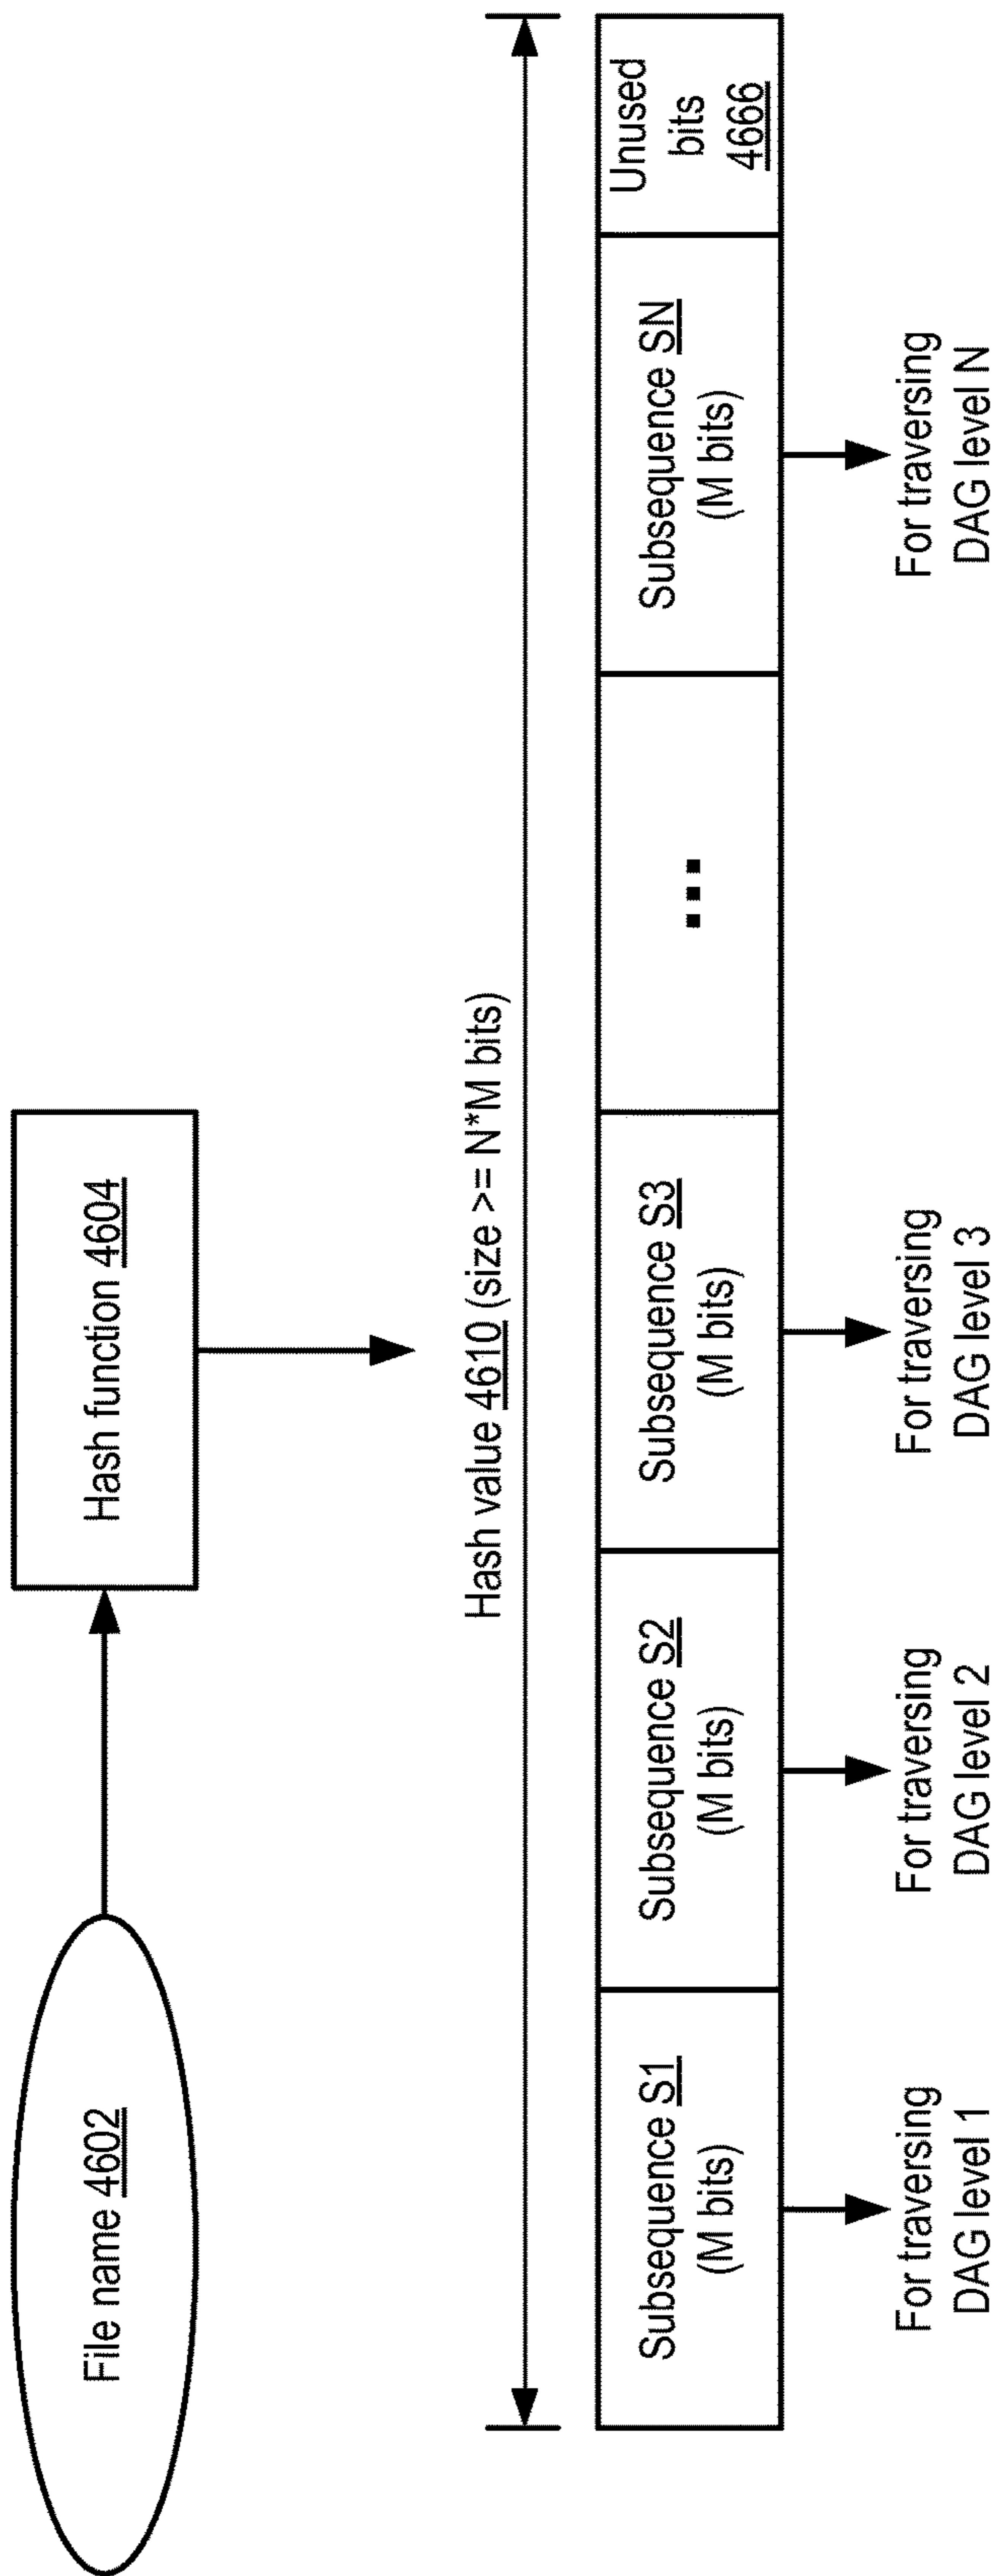 File name 4602
Hash function 4604
Hash value 4610 (size >= N*M bits)
Subsequence S1
(M bits)
Subsequence S2
(M bits)
Subsequence S3
(M bits)
...
Subsequence SN
(M bits)
Unused
bits
4666
For traversing
DAG level 1
For traversing
DAG level 2
For traversing
DAG level 3
For traversing
DAG level N